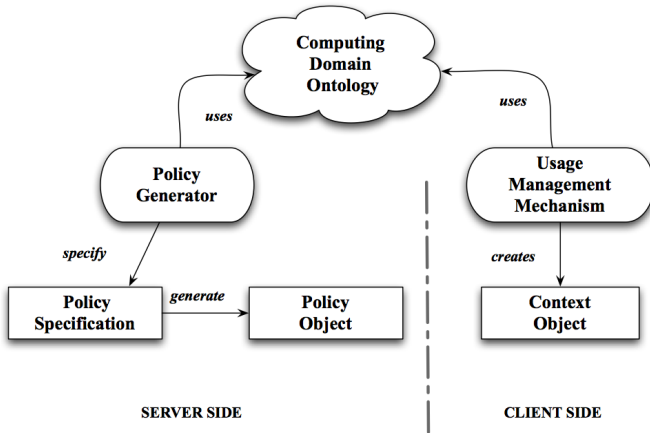 Computing
Domain
Ontology
uses
uses
Policy
Generator
Usage
Management
Mechanism
specify
creates
Policy
Specification
generate
Policy
Object
Context
Object
SERVER SIDE
CLIENT SIDE